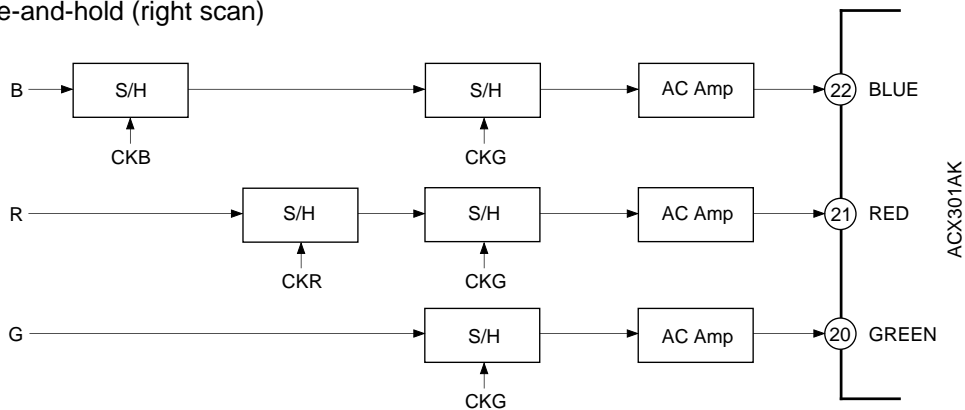 e-and-hold (right scan)
B S/H S/H AC Amp 22 BLUE
CKB CKG
R S/H S/H AC Amp 21 RED
CKR CKG
G S/H AC Amp 20 GREEN
CKG
ACX301AK